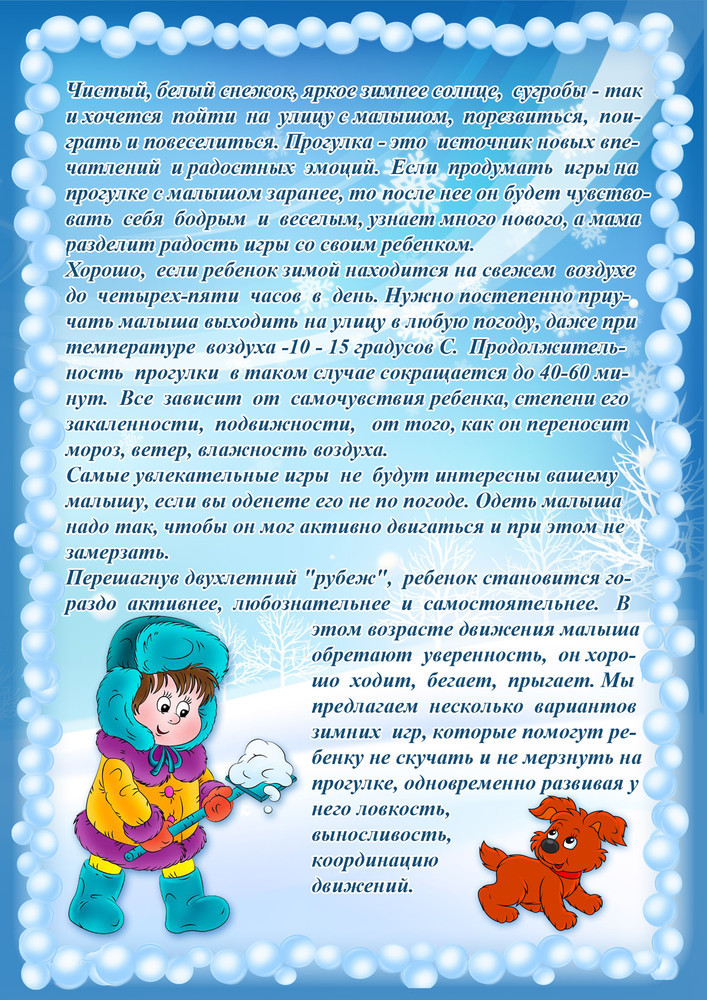 Чистый, белый снежок, яркое зимнее солнце, сугробы - так
и хочется пойти на улицу с малышом, порезвиться, пои-
грать и повеселиться. Прогулка - это источник новых впе-
чатлений и радостных эмоций. Если продумать игры на
прогулке с малышом заранее, то после нее он будет чувство-
вать себя бодрым и веселым, узнает много нового, а мама
разделит радость игры со своим ребенком.
Хорошо, если ребенок зимой находится на свежем воздухе
до четырех-пяти часов в день. Нужно постепенно приу-
чать малыша выходить на улицу в любую погоду, даже при
температуре воздуха -10 - 15 градусов С. Продолжитель-
ность прогулки в таком случае сокращается до 40-60 ми-
нут. Все зависит от самочувствия ребенка, степени его
закаленности, подвижности, от того, как он переносит
мороз, ветер, влажность воздуха.
Самые увлекательные игры не будут интересны вашему
малышу, если вы оденете его не по погоде. Одеть малыша
надо так, чтобы он мог активно двигаться и при этом не
замерзать.
Перешагнув двухлетний "рубеж", ребенок становится го-
раздо активнее, любознательнее и самостоятельнее. В
этом возрасте движения малыша
обретают уверенность, он хоро-
шо ходит, бегает, прыгает. Мы
предлагаем несколько вариантов
зимних игр, которые помогут ре-
бенку не скучать и не мерзнуть на
прогулке, одновременно развивая у
него ловкость,
выносливость,
координацию
движений.